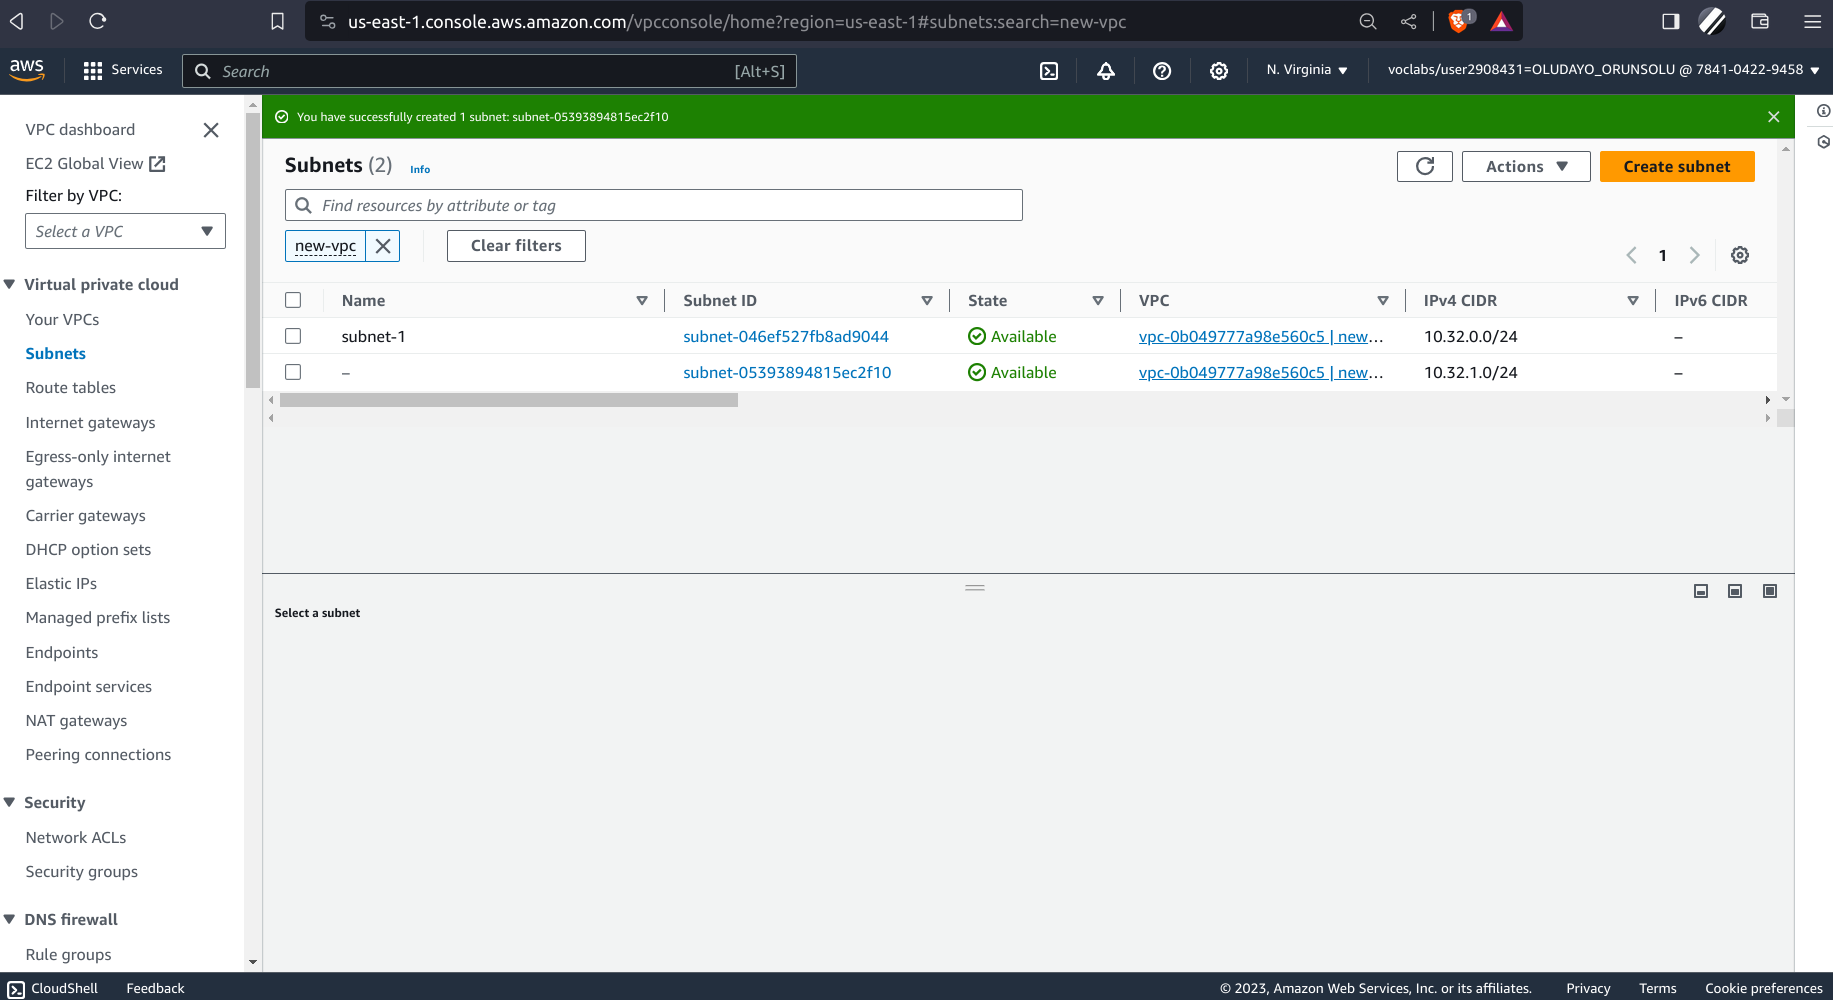 us-east-1.console.aws.amazon.com/vpcconsole/home?region=us-east-1#subnets:search=new-vpc
1
aws
Services
Search
[Alt+S]
N. Virginia
voclabs/user2908431=OLUDAYO_ORUNSOLU @ 7841-0422-9458
VPC dashboard
EC2 Global View
Filter by VPC:
Select a VPC
Virtual private cloud
Your VPCs
Subnets
Route tables
Internet gateways
Egress-only internet
gateways
Carrier gateways
DHCP option sets
Elastic IPs
Managed prefix lists
Endpoints
Endpoint services
NAT gateways
Peering connections
Security
Network ACLs
Security groups
DNS firewall
Rule groups
You have successfully created 1 subnet: subnet-05393894815ec2f10
Subnets (2) Info
Actions
Create subnet
Find resources by attribute or tag
new-vpc
Clear filters
1
Name Subnet ID State VPC IPv4 CIDR IPv6 CIDR
subnet-1 subnet-046ef527fb8ad9044 Available vpc-0b049777a98e560c5 | new... 10.32.0.0/24 –
– subnet-05393894815ec2f10 Available vpc-0b049777a98e560c5 | new... 10.32.1.0/24 –
Select a subnet
CloudShell Feedback © 2023, Amazon Web Services, Inc. or its affiliates. Privacy Terms Cookie preferences